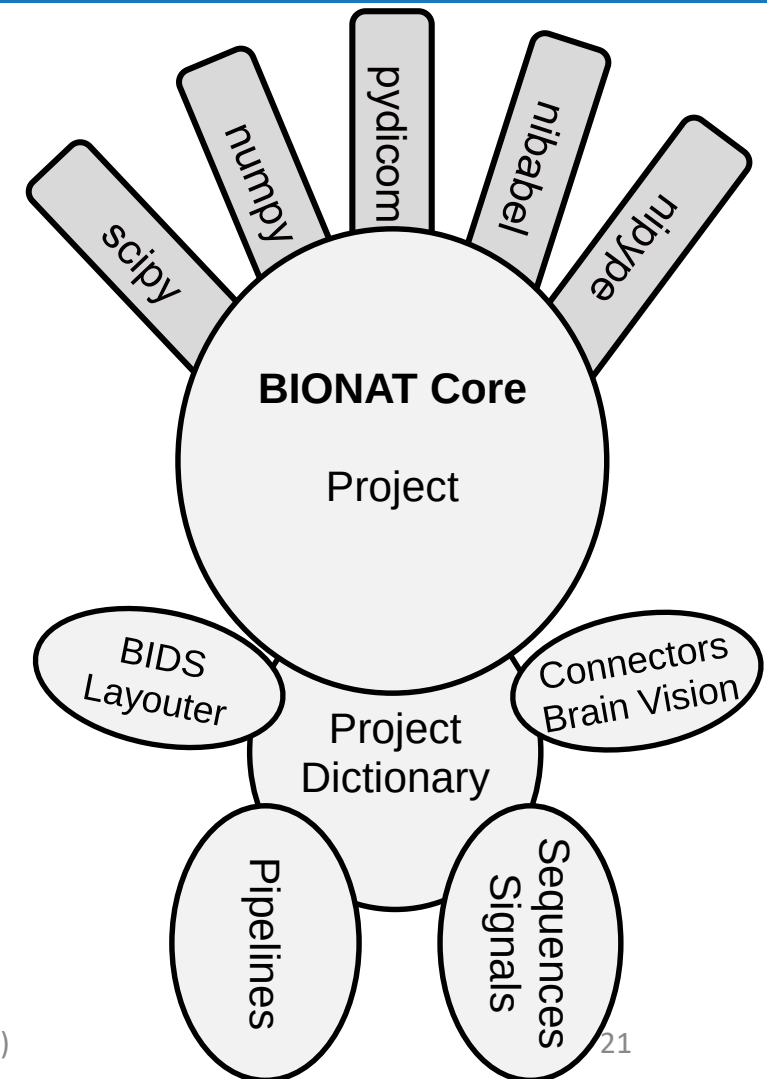 scipy
numpy
pydicom
nibabel
nipype
BIONAT Core
Project
BIDS
Layouter
Connectors
Brain Vision
Project
Dictionary
Pipelines
Sequences
Signals
)
21